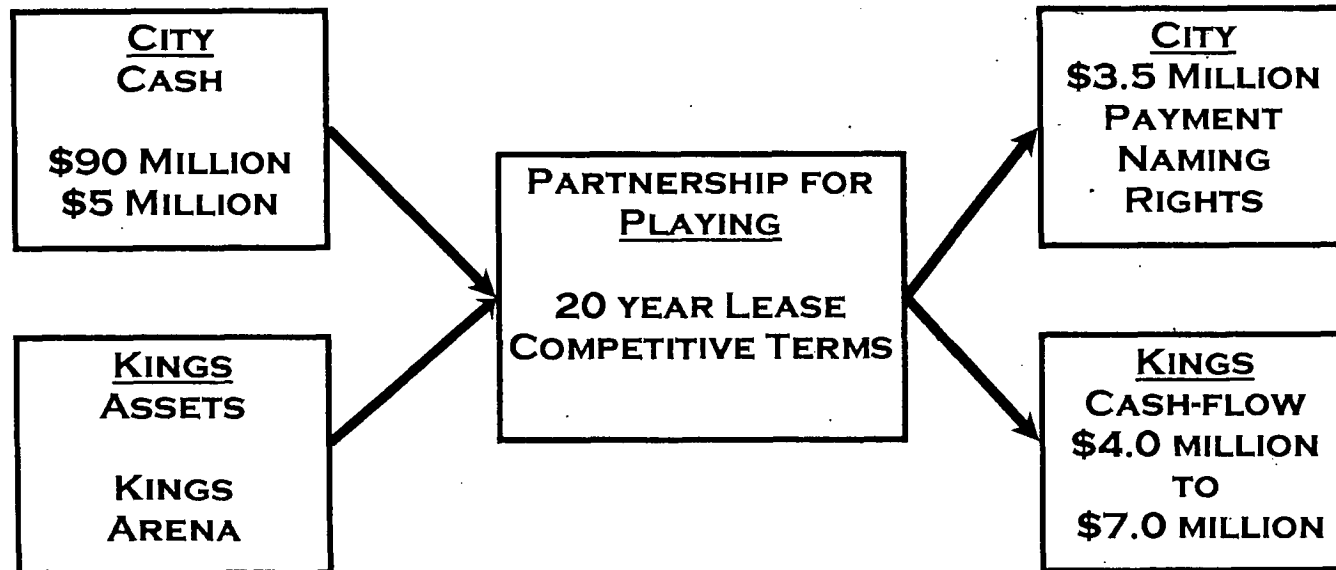 CITY
CASH
$90 MILLION
$5 MILLION
KINGS
ASSETS
KINGS
ARENA
PARTNERSHIP FOR
PLAYING
20 YEAR LEASE
COMPETITIVE TERMS
CITY
$3.5 MILLION
PAYMENT
NAMING
RIGHTS
KINGS
CASH-FLOW
$4.0 MILLION
TO
$7.0 MILLION